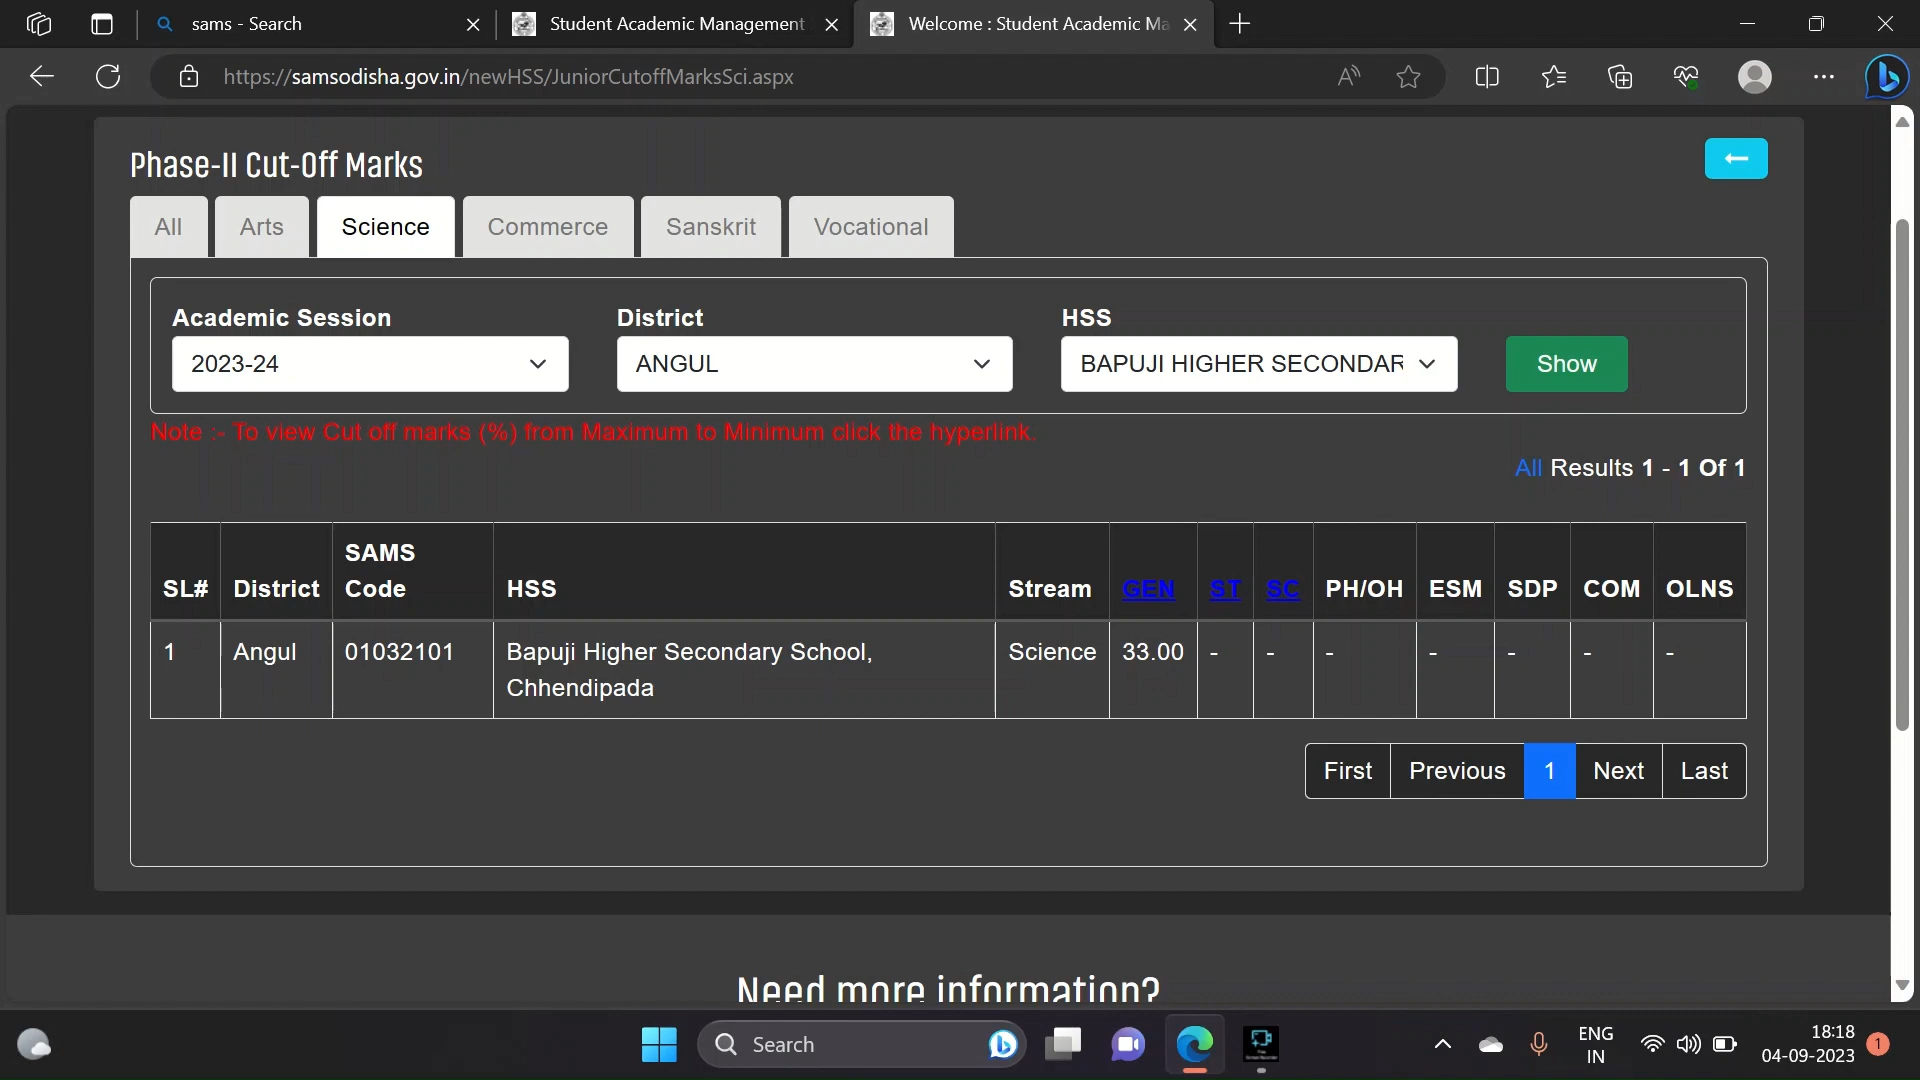 sams - Search
Student Academic Management
Welcome : Student Academic Ma
https://samsodisha.gov.in/newHSS/JuniorCutoffMarksSci.aspx
Phase-II Cut-Off Marks
All Arts Science Commerce Sanskrit Vocational
Academic Session District HSS
2023-24 ANGUL BAPUJI HIGHER SECONDAR Show
Note :- To view Cut off marks (%) from Maximum to Minimum click the hyperlink.
All Results 1 - 1 Of 1
SL# District SAMS Code HSS Stream GEN ST SC PH/OH ESM SDP COM OLNS
1 Angul 01032101 Bapuji Higher Secondary School, Science 33.00 - - - - - - -
Chhendipada
First Previous 1 Next Last
Need more information?
Search
ENG
IN
18:18
04-09-2023
1